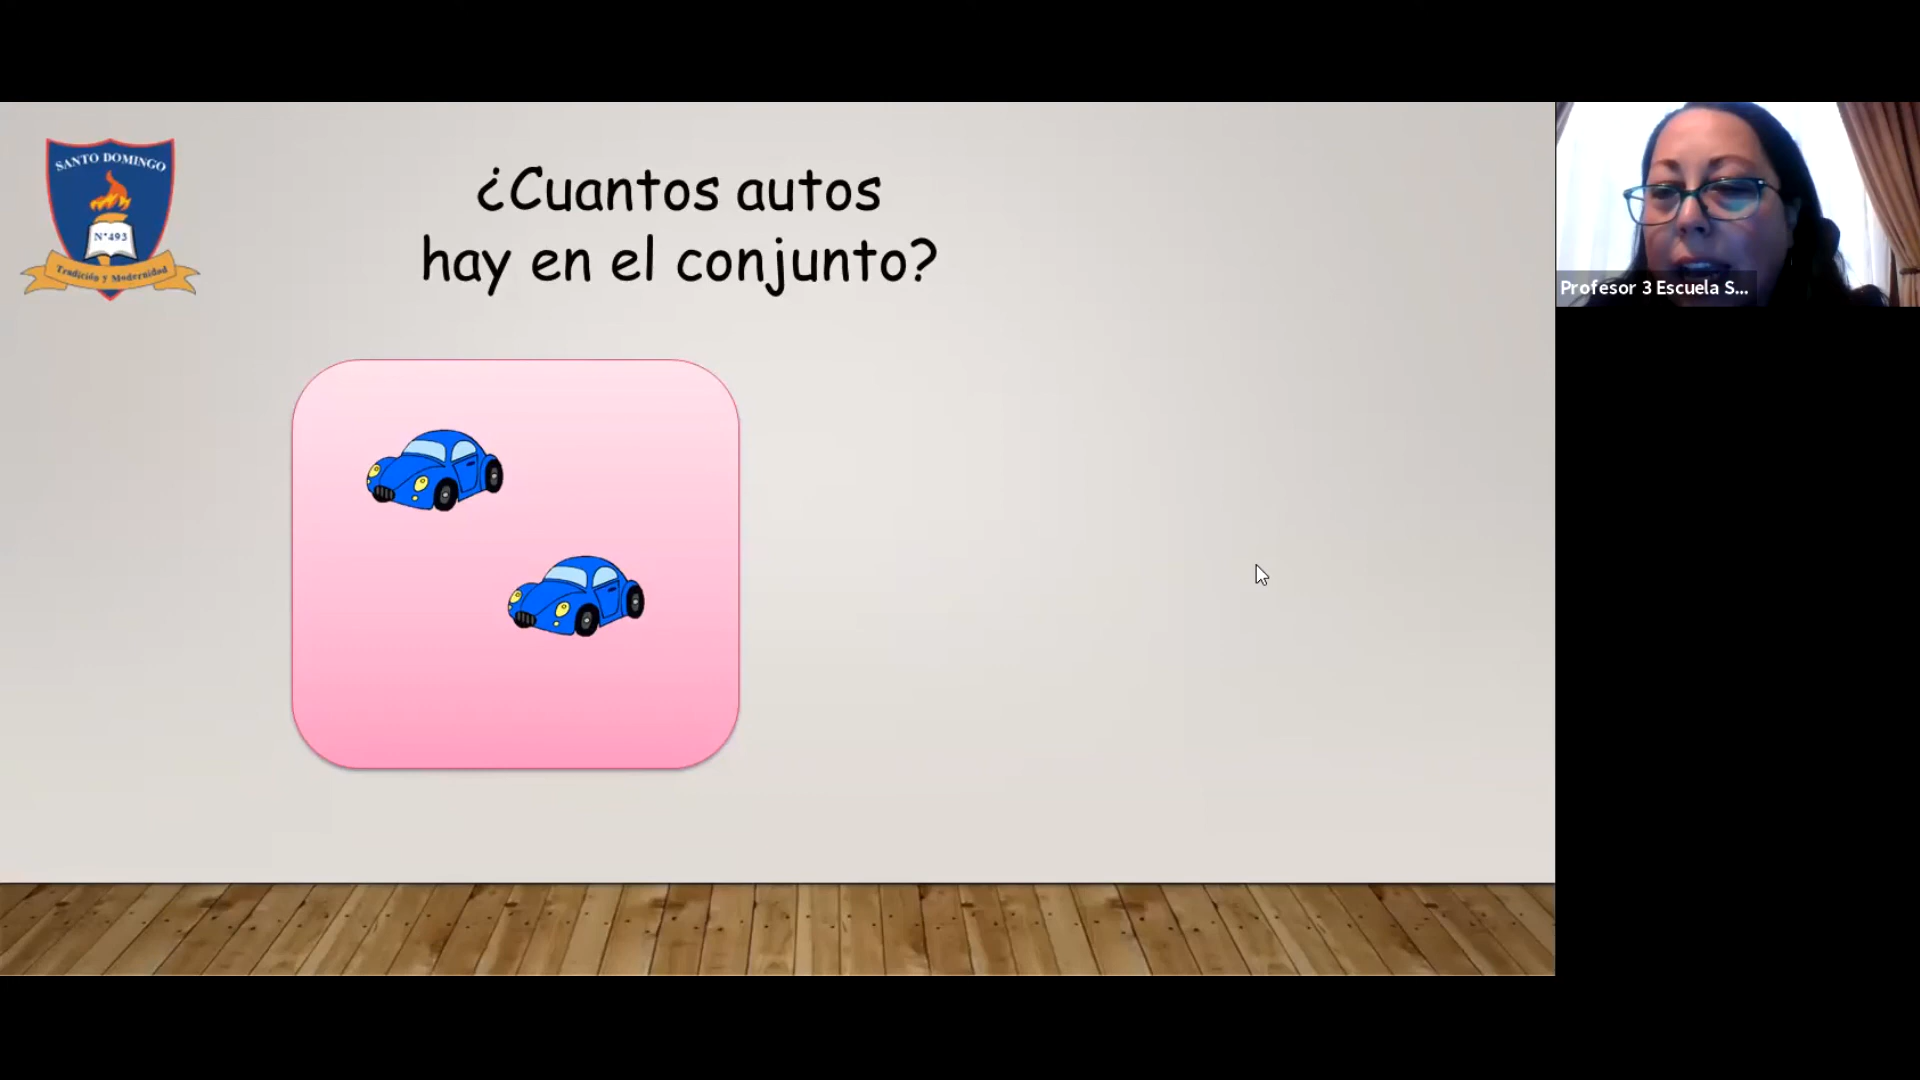 SANTO DOMINGO
N°493
Tradición y Modernidad
¿Cuantos autos
hay en el conjunto?
Profesor 3 Escuela S...